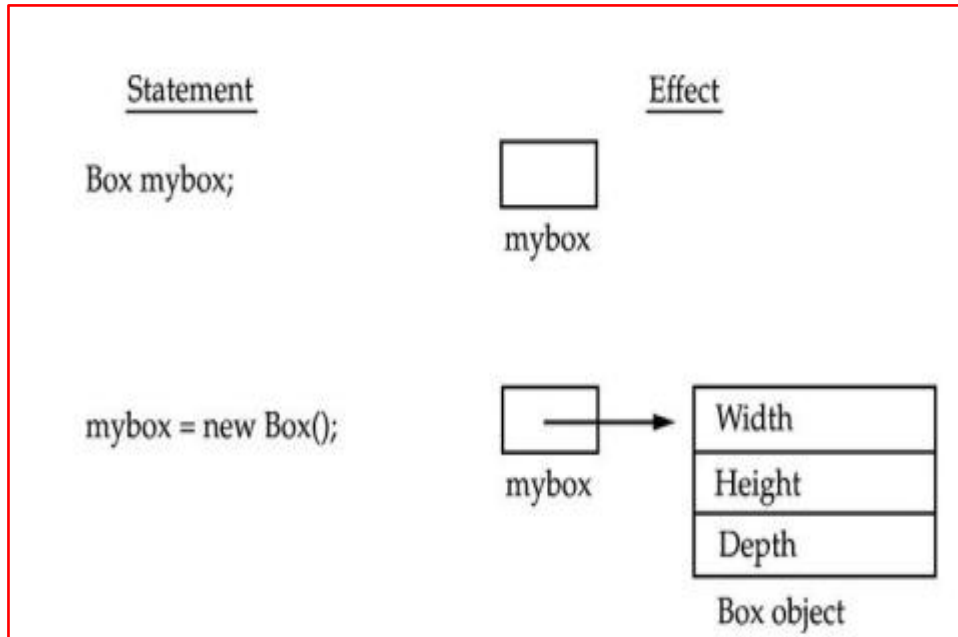 Statement Effect
Box mybox;
mybox
mybox = new Box();
mybox
Width
Height
Depth
Box object